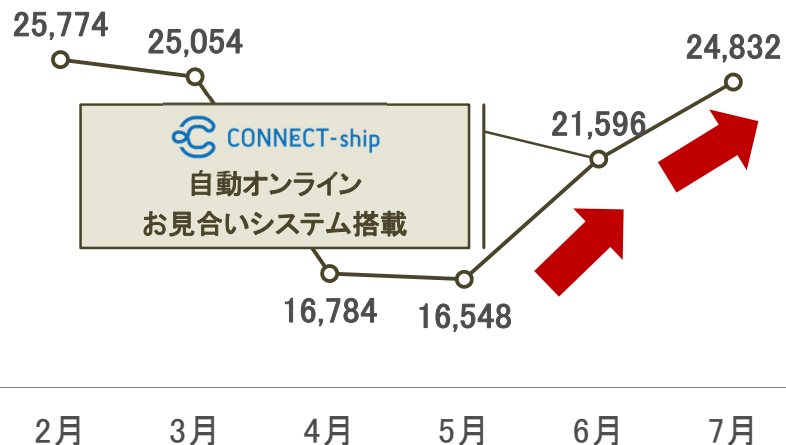 25,774
25,054
24,832
21,596
CONNECT-ship
自動オンライン
お見合いシステム搭載
16,784
16,548
2月
3月
4月
5月
6月
7月